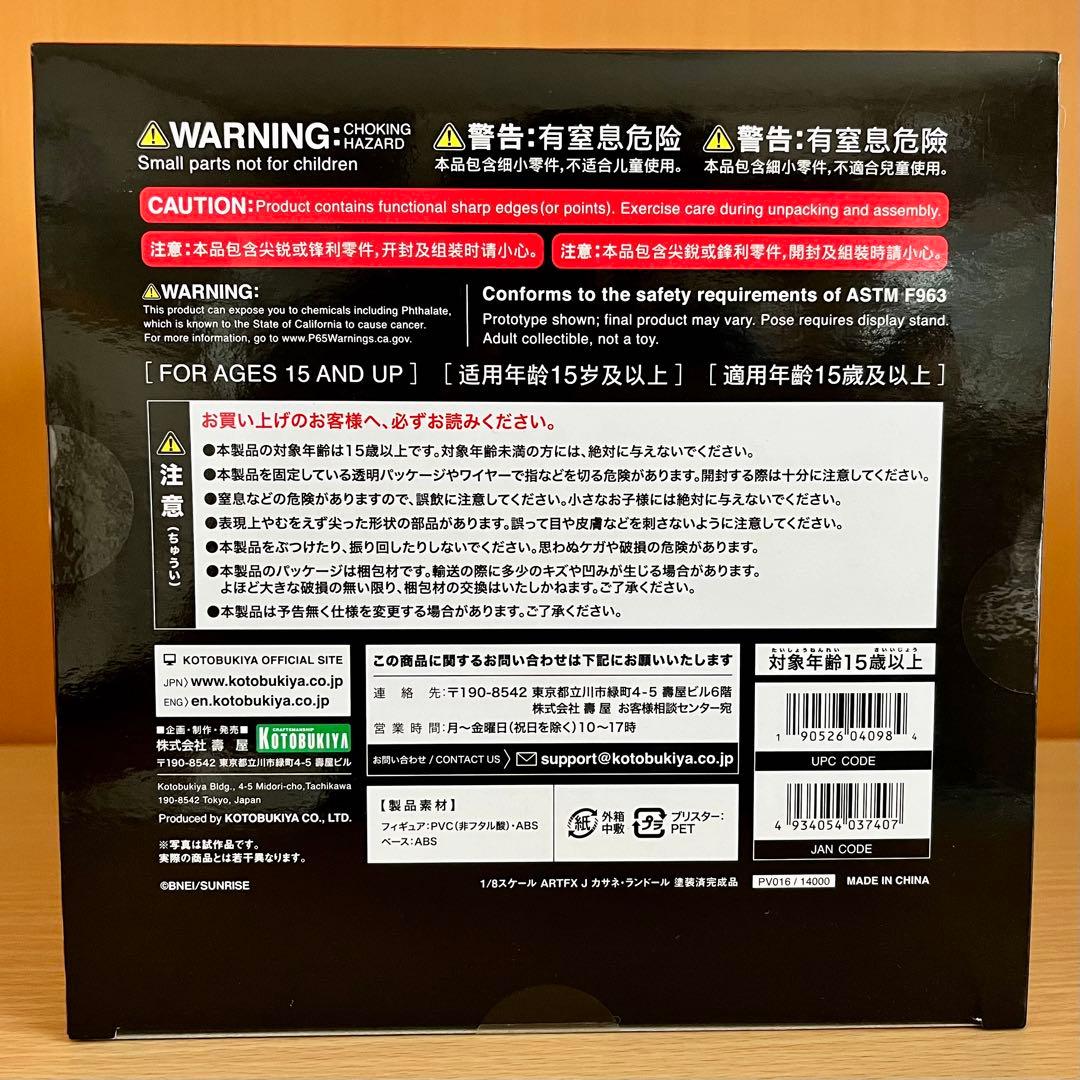 ⚠WARNING: CHOKING HAZARD
Small parts not for children
⚠警告:有窒息危险
本品包含细小零件,不适合儿童使用。
⚠警告:有窒息危險
本品包含細小零件,不適合兒童使用。
CAUTION: Product contains functional sharp edges (or points). Exercise care during unpacking and assembly.
注意:本品包含尖锐或锋利零件,开封及组装时请小心。
注意:本品包含尖銳或鋒利零件,開封及組裝時請小心。
⚠WARNING:
This product can expose you to chemicals including Phthalate,
which is known to the State of California to cause cancer.
For more information, go to www.P65Warnings.ca.gov.
Conforms to the safety requirements of ASTM F963
Prototype shown; final product may vary. Pose requires display stand.
Adult collectible, not a toy.
[ FOR AGES 15 AND UP ] [ 适用年龄15岁及以上 ] [ 適用年齡15歲及以上 ]
⚠注意(ちゅうい)
お買い上げのお客様へ、必ずお読みください。
●本製品の対象年齢は15歳以上です。対象年齢未満の方には、絶対に与えないでください。
●本製品を固定している透明パッケージやワイヤーで指などを切る危険があります。開封する際は十分に注意してください。
●窒息などの危険がありますので、誤飲に注意してください。小さなお子様には絶対に与えないでください。
●表現上やむをえず尖った形状の部品があります。誤って目や皮膚などを刺さないように注意してください。
●本製品をぶつけたり、振り回したりしないでください。思わぬケガや破損の危険があります。
●本製品のパッケージは梱包材です。輸送の際に多少のキズや凹みが生じる場合があります。
よほど大きな破損の無い限り、梱包材の交換はいたしかねます。ご了承ください。
●本製品は予告無く仕様を変更する場合があります。ご了承ください。
KOTOBUKIYA OFFICIAL SITE
JPN〉www.kotobukiya.co.jp
ENG〉en.kotobukiya.co.jp
■企画・制作・発売■
株式会社 壽 屋
CRAFTSMANSHIP
KOTOBUKIYA
〒190-8542 東京都立川市緑町4-5 壽屋ビル
Kotobukiya Bldg., 4-5 Midori-cho,Tachikawa
190-8542 Tokyo, Japan
Produced by KOTOBUKIYA CO., LTD.
※写真は試作品です。
実際の商品とは若干異なります。
©BNEI/SUNRISE
この商品に関するお問い合わせは下記にお願いいたします
連絡先:〒190-8542 東京都立川市緑町4-5 壽屋ビル6階
株式会社 壽 屋 お客様相談センター宛
営業時間:月〜金曜日(祝日を除く)10〜17時
お問い合わせ/CONTACT US 〉 support@kotobukiya.co.jp
【製品素材】
フィギュア:PVC(非フタル酸)・ABS
ベース:ABS
紙 外箱 中敷
プラ ブリスター: PET
たいしょうねんれい さいいじょう
対象年齢15歳以上
1 90526 04098 4
UPC CODE
4 934054 037407
JAN CODE
1/8スケール ARTFX J カサネ・ランドール 塗装済完成品
PV016 / 14000
MADE IN CHINA